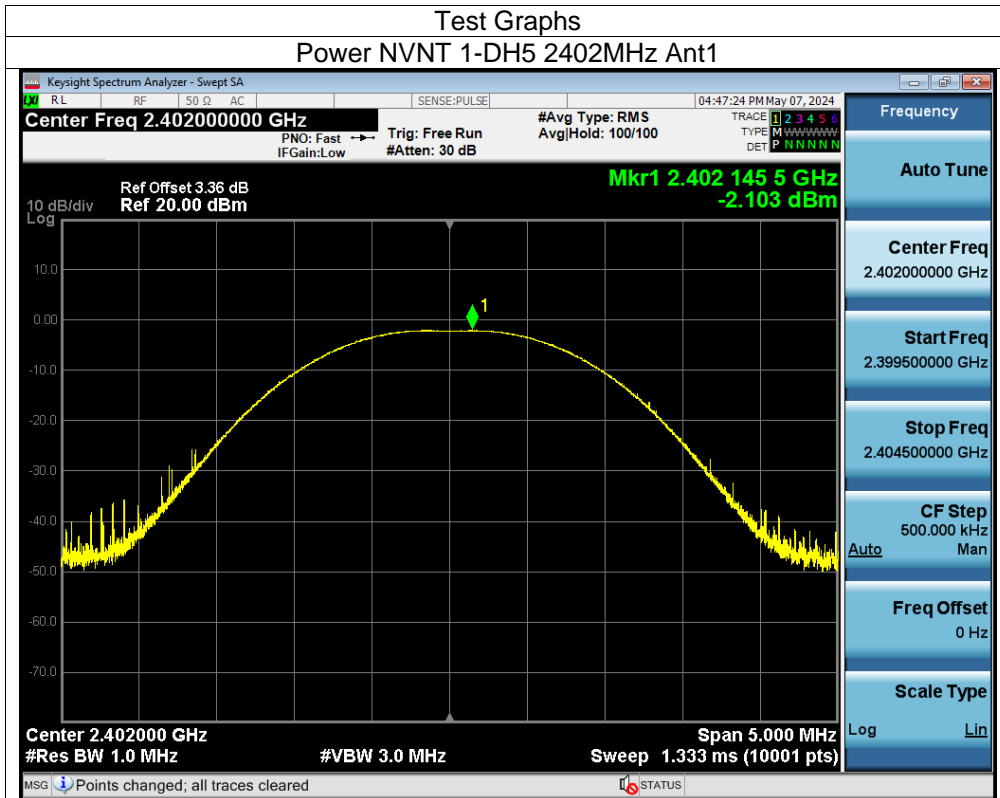 Test Graphs
Power NVNT 1-DH5 2402MHz Ant1
Keysight Spectrum Analyzer - Swept SA
LXI RL RF 50 Ω AC SENSE:PULSE 04:47:24 PM May 07, 2024
Center Freq 2.402000000 GHz
PNO: Fast
IFGain:Low
Trig: Free Run
#Atten: 30 dB
#Avg Type: RMS
Avg|Hold: 100/100
TRACE 1 2 3 4 5 6
TYPE M WWWWW
DET P N N N N N
Mkr1 2.402 145 5 GHz
-2.103 dBm
Ref Offset 3.36 dB
10 dB/div Ref 20.00 dBm
Log
1
10.0
0.00
-10.0
-20.0
-30.0
-40.0
-50.0
-60.0
-70.0
Center 2.402000 GHz Span 5.000 MHz
#Res BW 1.0 MHz #VBW 3.0 MHz Sweep 1.333 ms (10001 pts)
MSG Points changed; all traces cleared STATUS
Frequency
Auto Tune
Center Freq
2.402000000 GHz
Start Freq
2.399500000 GHz
Stop Freq
2.404500000 GHz
CF Step
500.000 kHz
Auto Man
Freq Offset
0 Hz
Scale Type
Log Lin